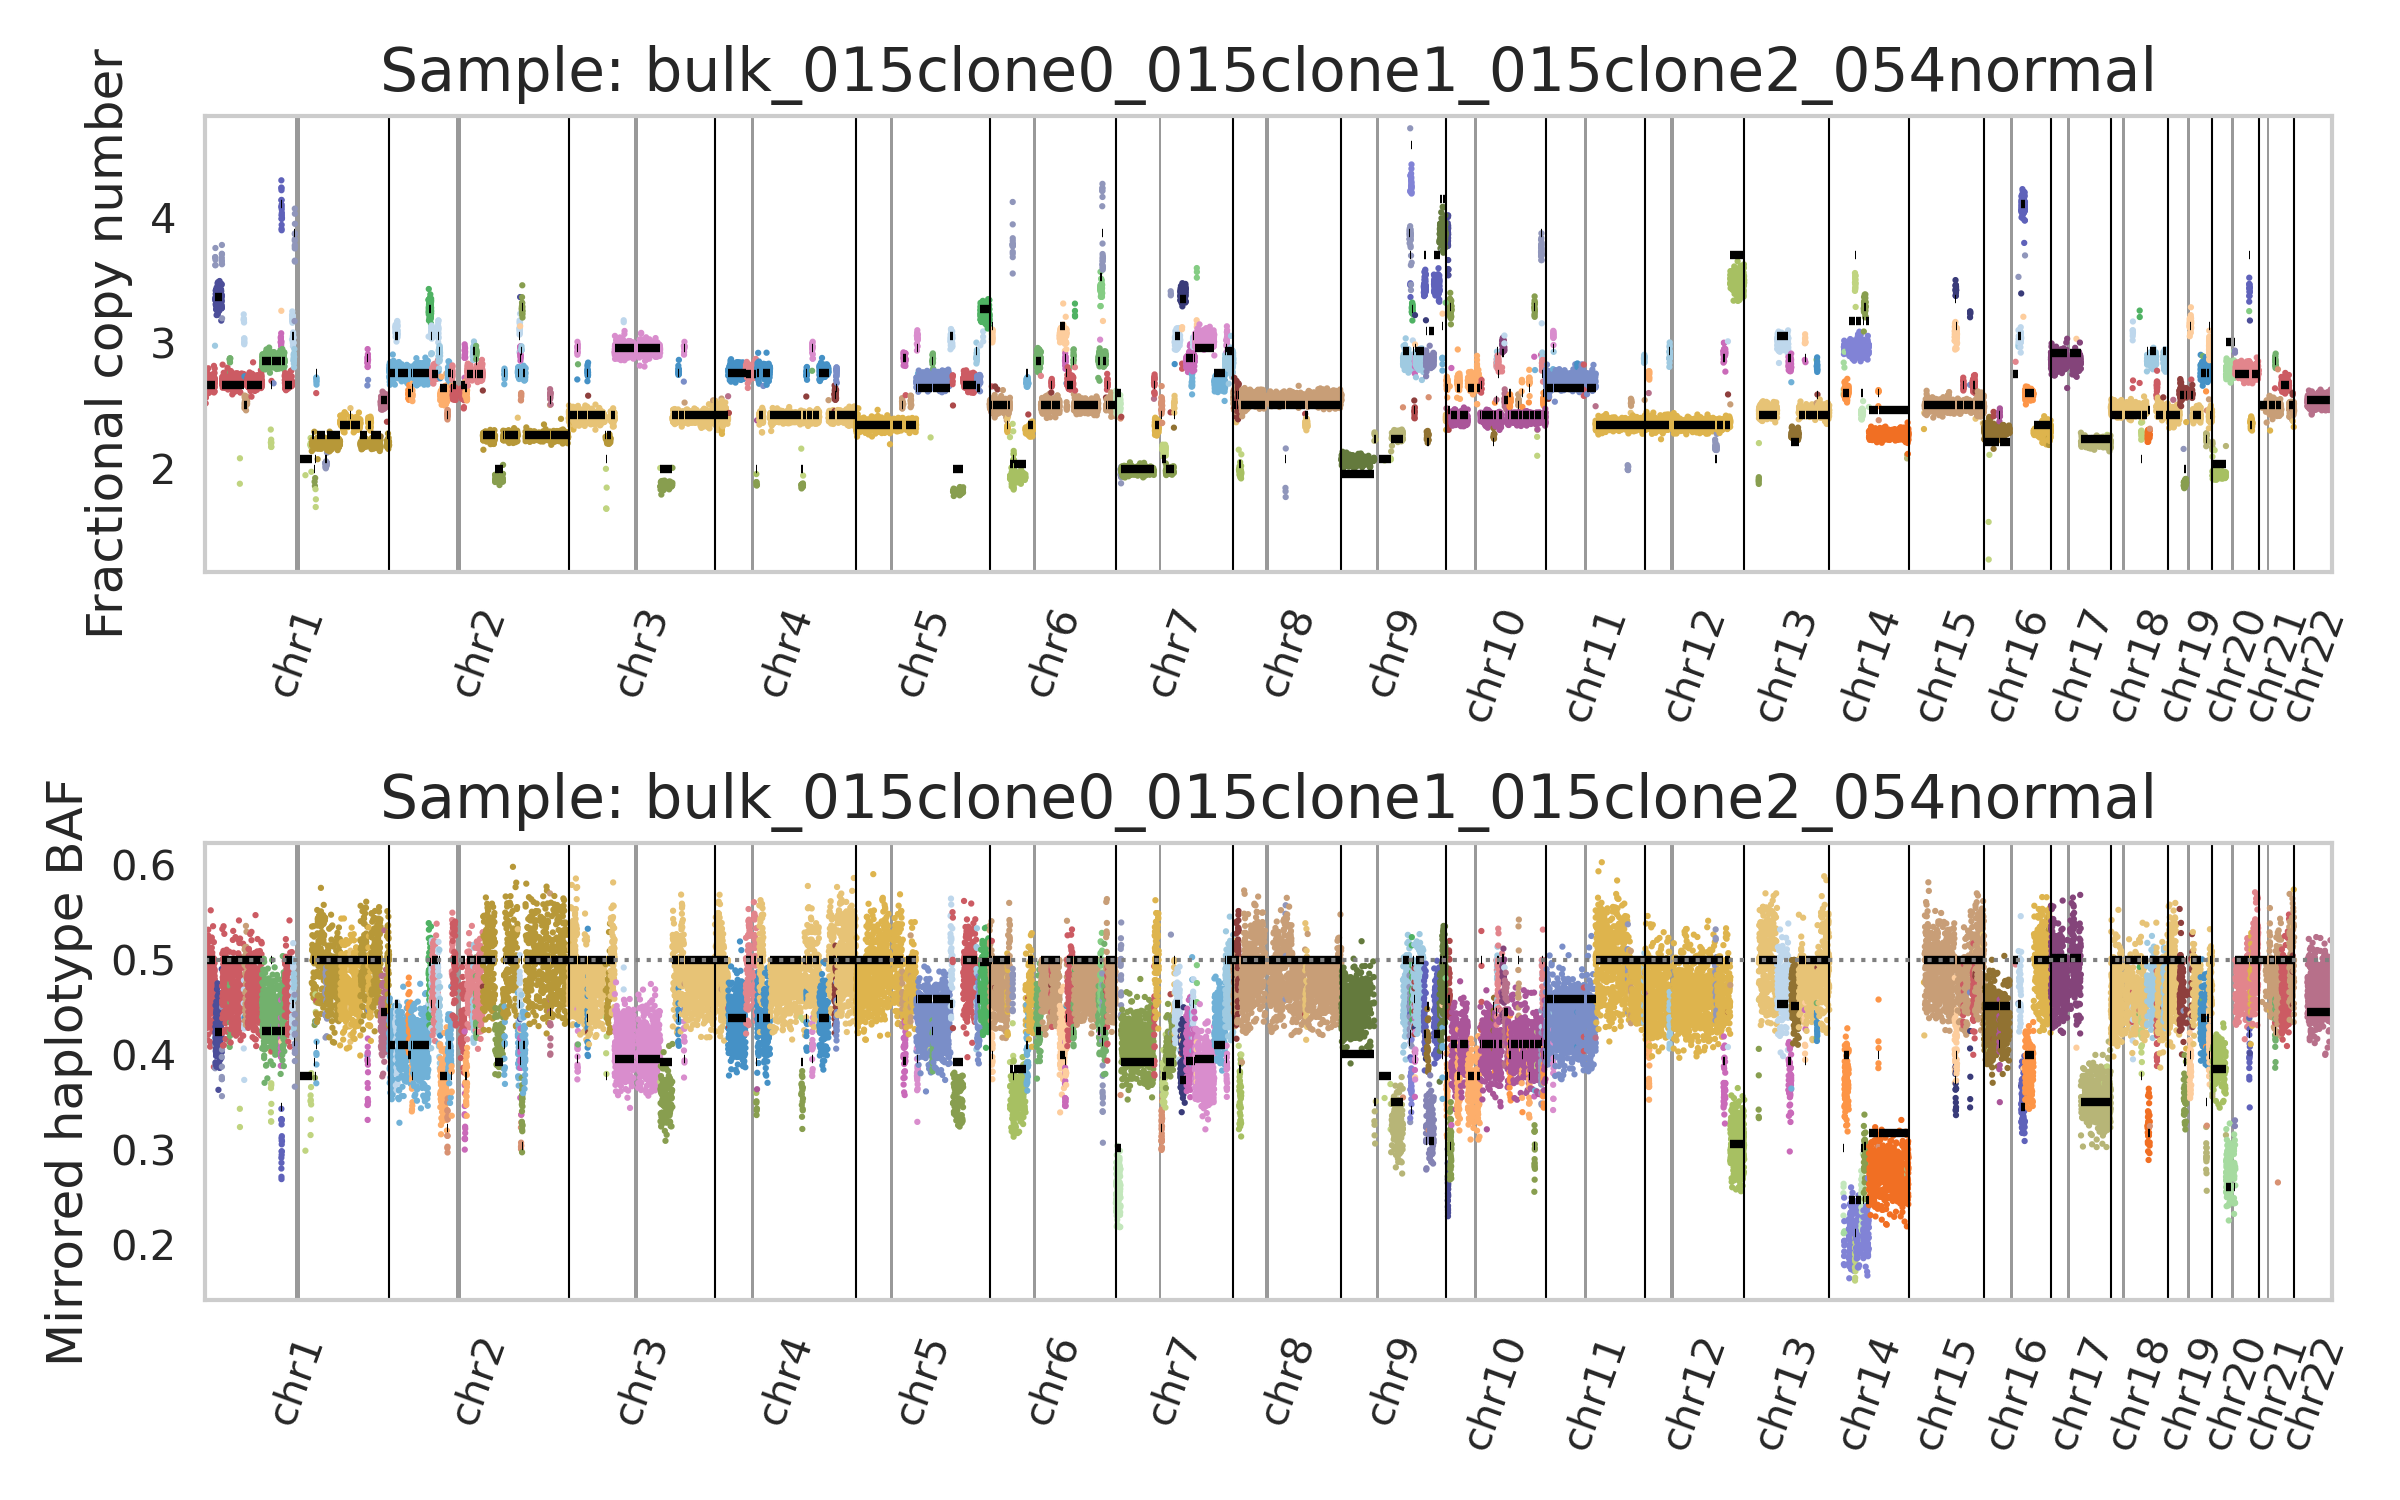 Sample: bulk_015clone0_015clone1_015clone2_054normal
Fractional copy number
4
3
2
chr1 chr2 chr3 chr4 chr5 chr6 chr7 chr8 chr9 chr10 chr11 chr12 chr13 chr14 chr15 chr16 chr17 chr18 chr19 chr20 chr21 chr22
Sample: bulk_015clone0_015clone1_015clone2_054normal
Mirrored haplotype BAF
0.6
0.5
0.4
0.3
0.2
chr1 chr2 chr3 chr4 chr5 chr6 chr7 chr8 chr9 chr10 chr11 chr12 chr13 chr14 chr15 chr16 chr17 chr18 chr19 chr20 chr21 chr22